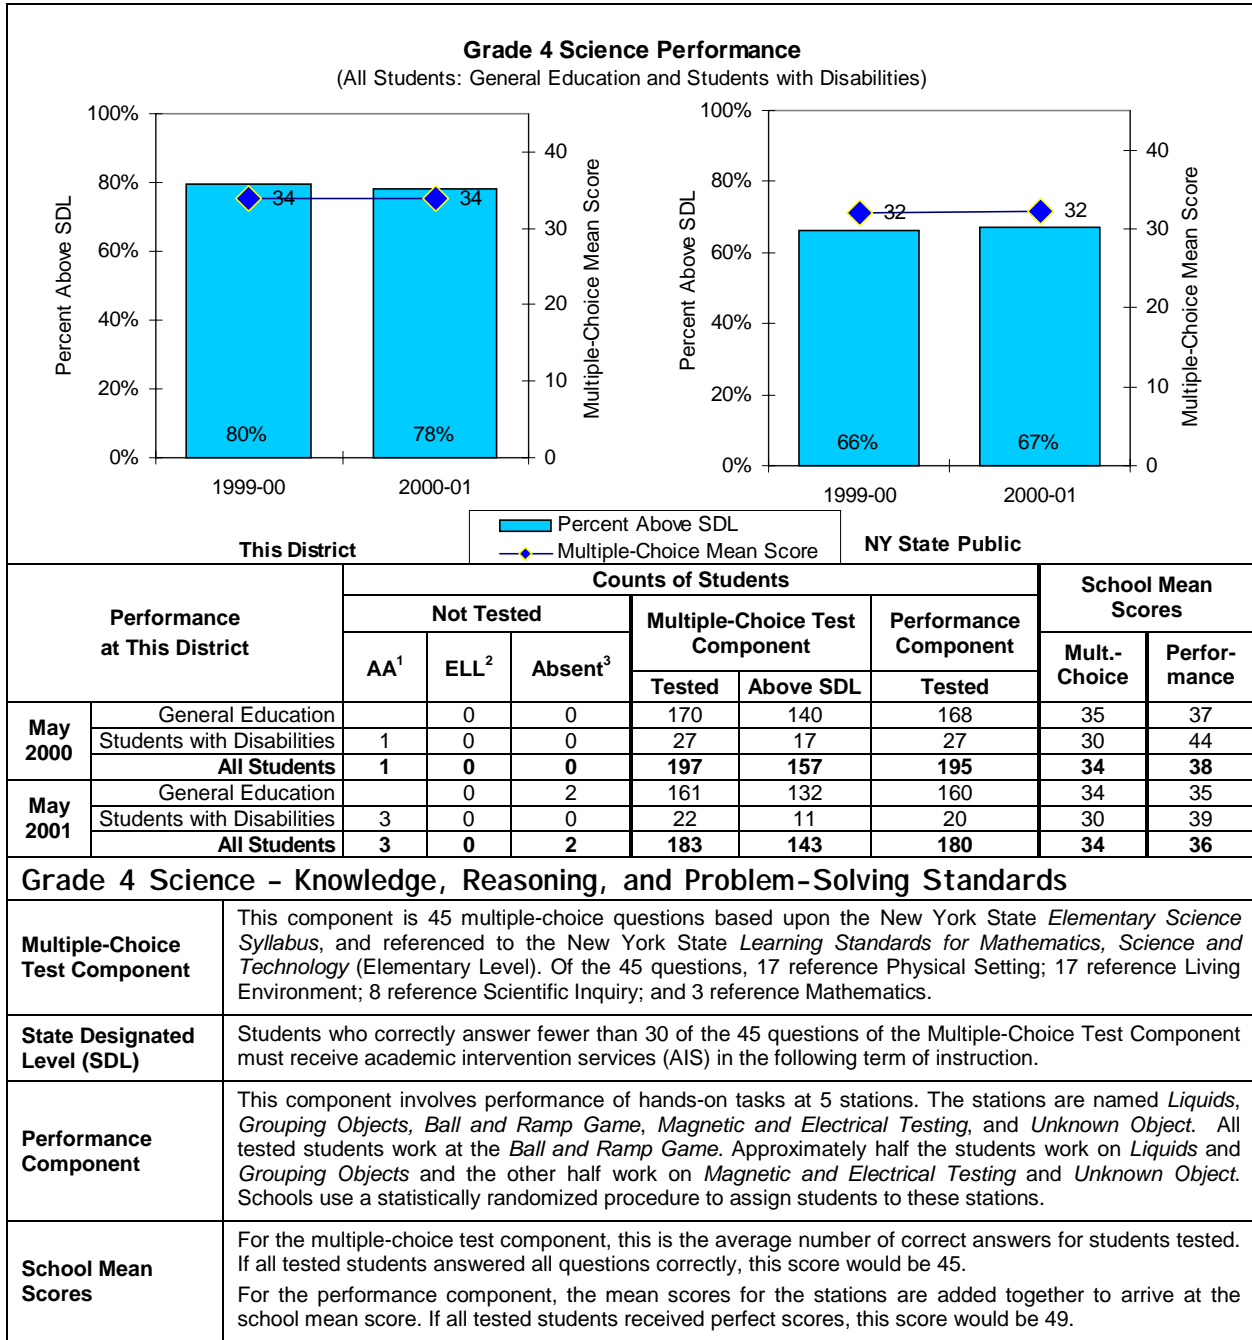 Grade 4 Science Performance
(All Students: General Education and Students with Disabilities)
100%
80%
60%
40%
20%
0%
Percent Above SDL
34
34
80%
78%
1999-00
2000-01
40
30
20
10
0
Multiple-Choice Mean Score
This District
100%
80%
60%
40%
20%
0%
Percent Above SDL
32
32
66%
67%
1999-00
2000-01
40
30
20
10
0
Multiple-Choice Mean Score
NY State Public
Percent Above SDL
Multiple-Choice Mean Score
Performance
at This District
Counts of Students
School Mean
Scores
Not Tested
Multiple-Choice Test
Component
Performance
Component
AA1 ELL2 Absent3
Tested Above SDL Tested
Mult.-
Choice
Perfor-
mance
May
2000
General Education 0 0 170 140 168 35 37
Students with Disabilities 1 0 0 27 17 27 30 44
All Students 1 0 0 197 157 195 34 38
May
2001
General Education 0 2 161 132 160 34 35
Students with Disabilities 3 0 0 22 11 20 30 39
All Students 3 0 2 183 143 180 34 36
Grade 4 Science – Knowledge, Reasoning, and Problem-Solving Standards
Multiple-Choice
Test Component
This component is 45 multiple-choice questions based upon the New York State Elementary Science
Syllabus, and referenced to the New York State Learning Standards for Mathematics, Science and
Technology (Elementary Level). Of the 45 questions, 17 reference Physical Setting; 17 reference Living
Environment; 8 reference Scientific Inquiry; and 3 reference Mathematics.
State Designated
Level (SDL)
Students who correctly answer fewer than 30 of the 45 questions of the Multiple-Choice Test Component
must receive academic intervention services (AIS) in the following term of instruction.
Performance
Component
This component involves performance of hands-on tasks at 5 stations. The stations are named Liquids,
Grouping Objects, Ball and Ramp Game, Magnetic and Electrical Testing, and Unknown Object. All
tested students work at the Ball and Ramp Game. Approximately half the students work on Liquids and
Grouping Objects and the other half work on Magnetic and Electrical Testing and Unknown Object.
Schools use a statistically randomized procedure to assign students to these stations.
School Mean
Scores
For the multiple-choice test component, this is the average number of correct answers for students tested.
If all tested students answered all questions correctly, this score would be 45.
For the performance component, the mean scores for the stations are added together to arrive at the
school mean score. If all tested students received perfect scores, this score would be 49.